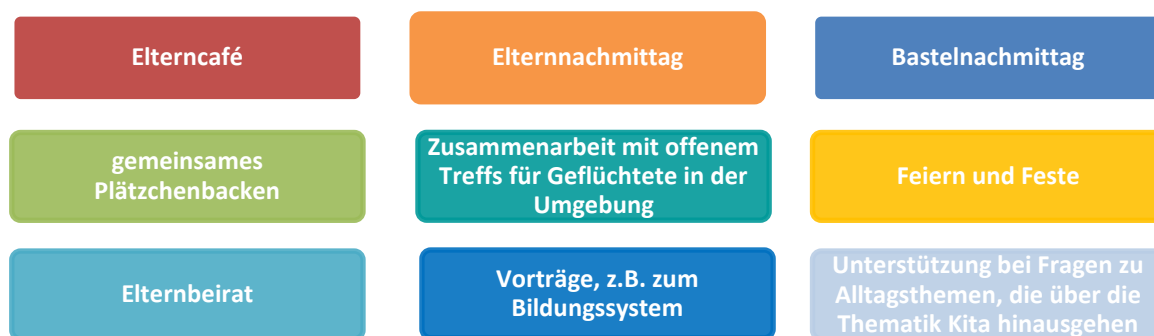 Elterncafé
Elternnachmittag
Bastelnachmittag
gemeinsames
Plätzchenbacken
Zusammenarbeit mit offenem
Treffs für Geflüchtete in der
Umgebung
Feiern und Feste
Elternbeirat
Vorträge, z.B. zum
Bildungssystem
Unterstützung bei Fragen zu
Alltagsthemen, die über die
Thematik Kita hinausgehen